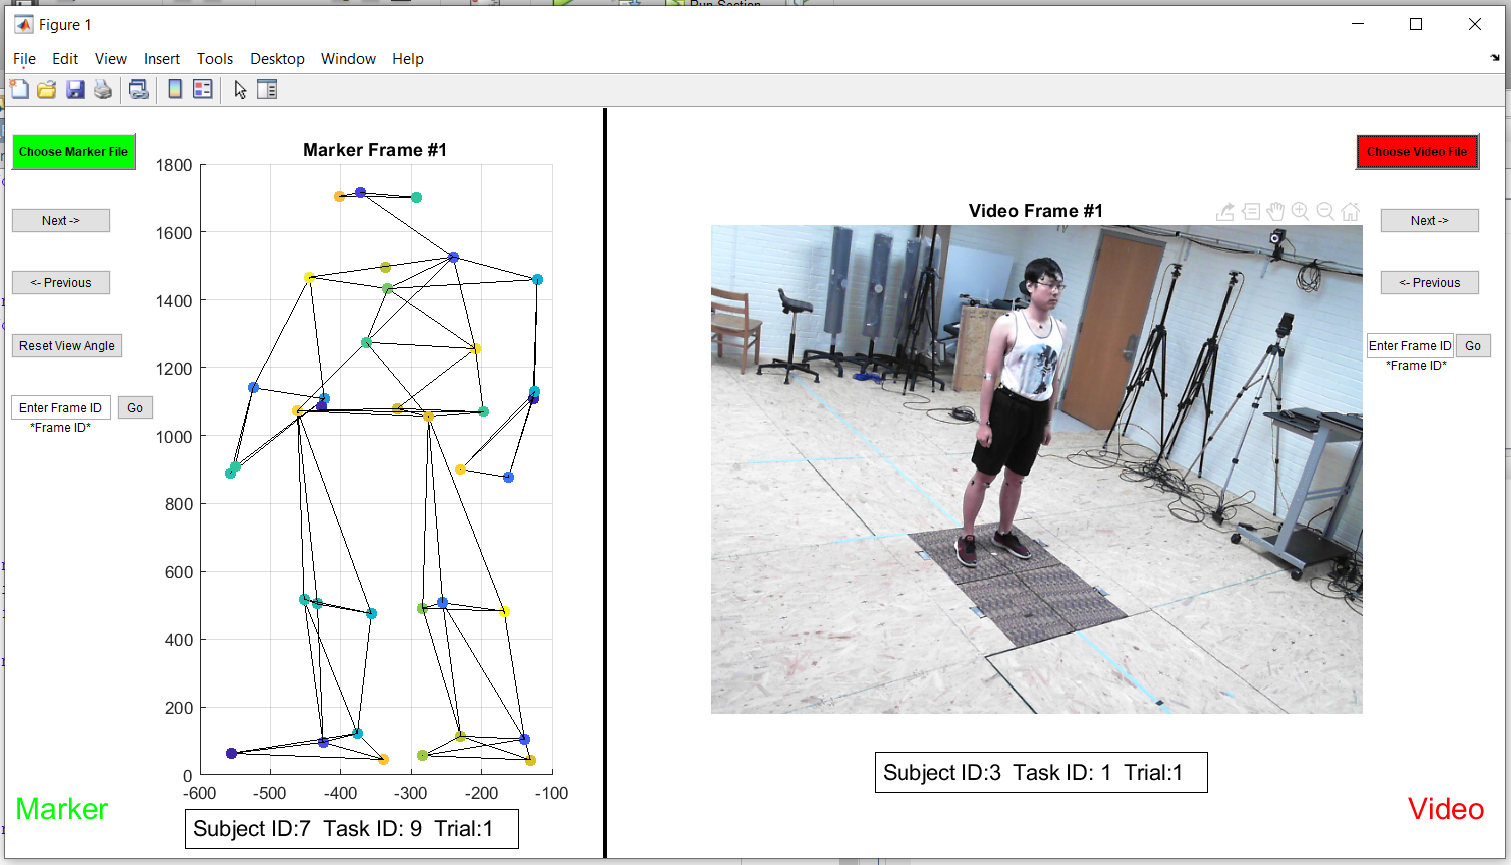 Run Section
Figure 1
File Edit View Insert Tools Desktop Window Help
Choose Marker File
Next ->
<- Previous
Reset View Angle
Enter Frame ID Go
*Frame ID*
Marker Frame #1
1800
1600
1400
1200
1000
800
600
400
200
0
-600 -500 -400 -300 -200 -100
Subject ID:7 Task ID: 9 Trial:1
Marker
Choose Video File
Video Frame #1
Next ->
<- Previous
Enter Frame ID Go
*Frame ID*
Subject ID:3 Task ID: 1 Trial:1
Video